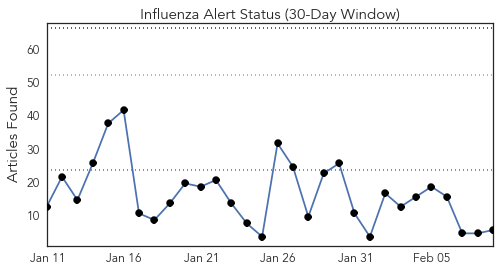 Influenza Alert Status (30-Day Window)
Articles Found
60
50
40
30
20
10
Jan 11 Jan 16 Jan 21 Jan 26 Jan 31 Feb 05